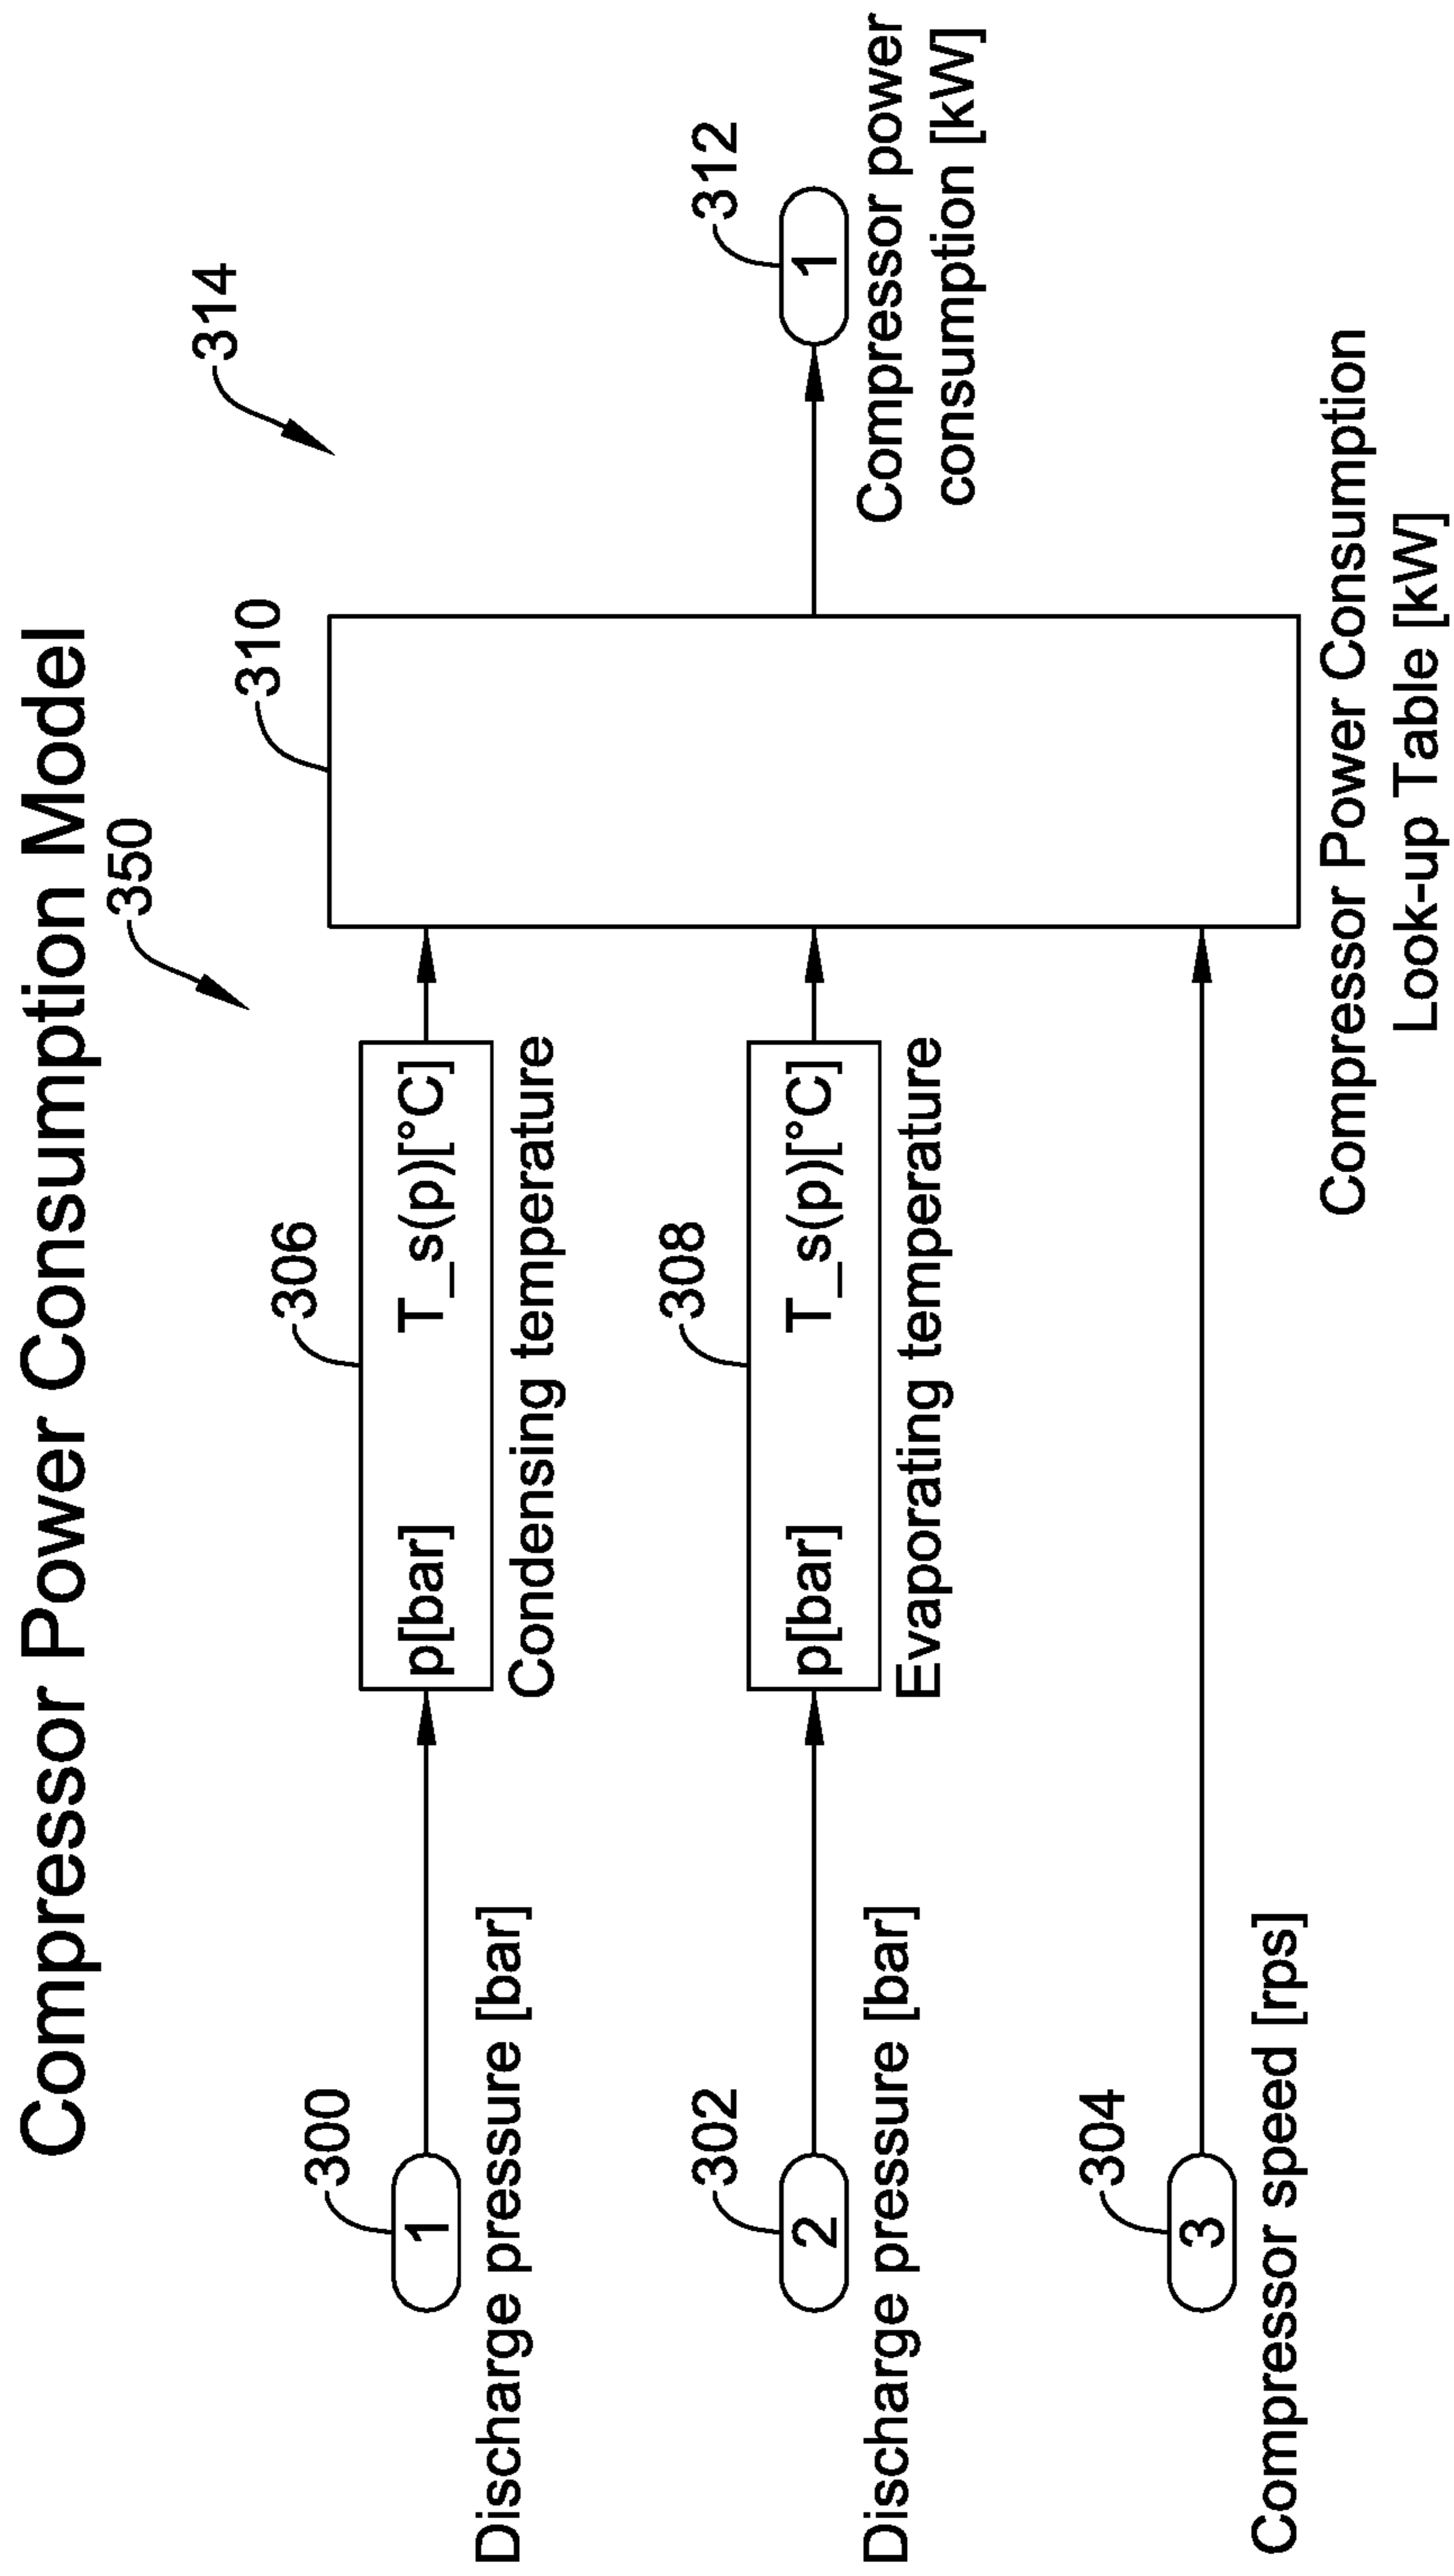 Compressor Power Consumption Model
350
314
300
1
Discharge pressure [bar]
306
p[bar] T_s(p)[°C]
Condensing temperature
310
302
2
Discharge pressure [bar]
308
p[bar] T_s(p)[°C]
Evaporating temperature
312
1
Compressor power
consumption [kW]
304
3
Compressor speed [rps]
Compressor Power Consumption
Look-up Table [kW]